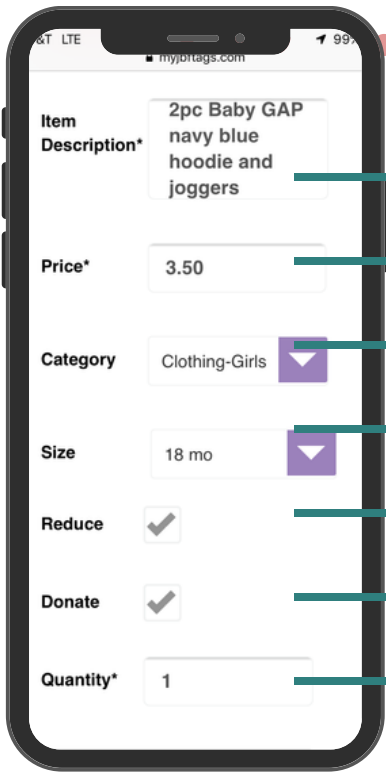 &T LTE 99%
myjbftags.com
Item
Description*
2pc Baby GAP
navy blue
hoodie and
joggers
Price*
3.50
Category
Clothing-Girls
Size
18 mo
Reduce
Donate
Quantity*
1